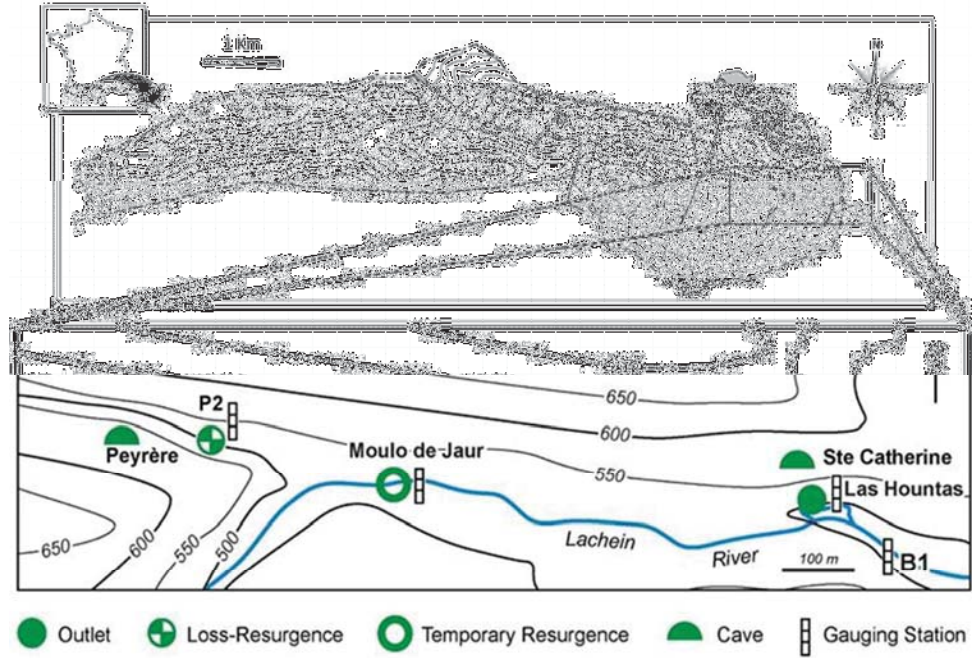 1 Km
N
650
P2
600
Moulo de Jaur
Peyrère
550
Ste Catherine
Las Hountas
650
600
550
500
Lachein
River
100 m
B1
Outlet
Loss-Resurgence
Temporary Resurgence
Cave
Gauging Station